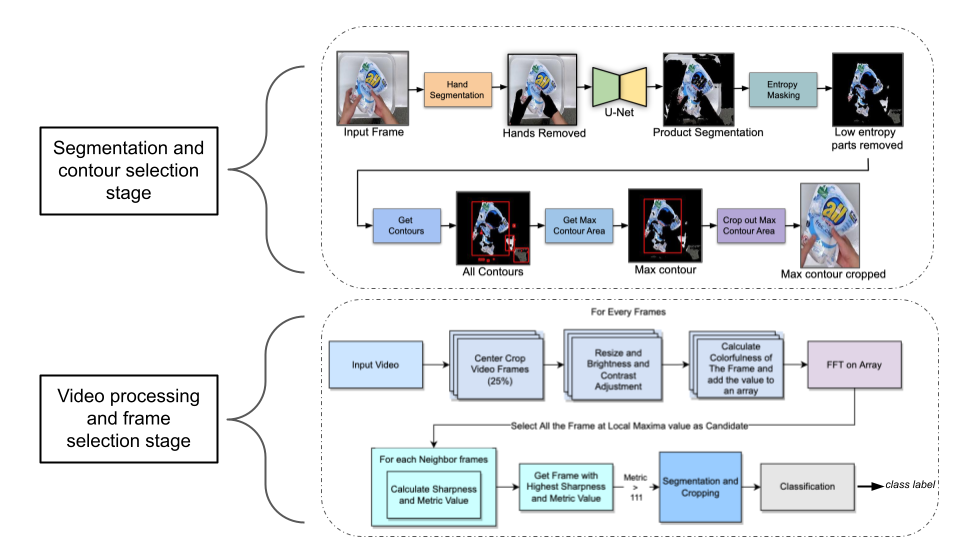 Segmentation and
contour selection
stage
Hand
Segmentation
U-Net
Entropy
Masking
Input Frame
Hands Removed
Product Segmentation
Low entropy
parts removed
all
Get
Contours
Get Max
Contour Area
Crop out Max
Contour Area
All Contours
Max contour
Max contour cropped
Video processing
and frame
selection stage
For Every Frames
Input Video
Center Crop
Video Frames
(25%)
Resize and
Brightness and
Contrast
Adjustment
Calculate
Colorfulness of
The Frame and
add the value to
an array
FFT on Array
Select All the Frame at Local Maxima value as Candidate
For each Neighbor frames
Calculate Sharpness
and Metric Value
Get Frame with
Highest Sharpness
and Metric Value
Metric
>
111
Segmentation and
Cropping
Classification
class label